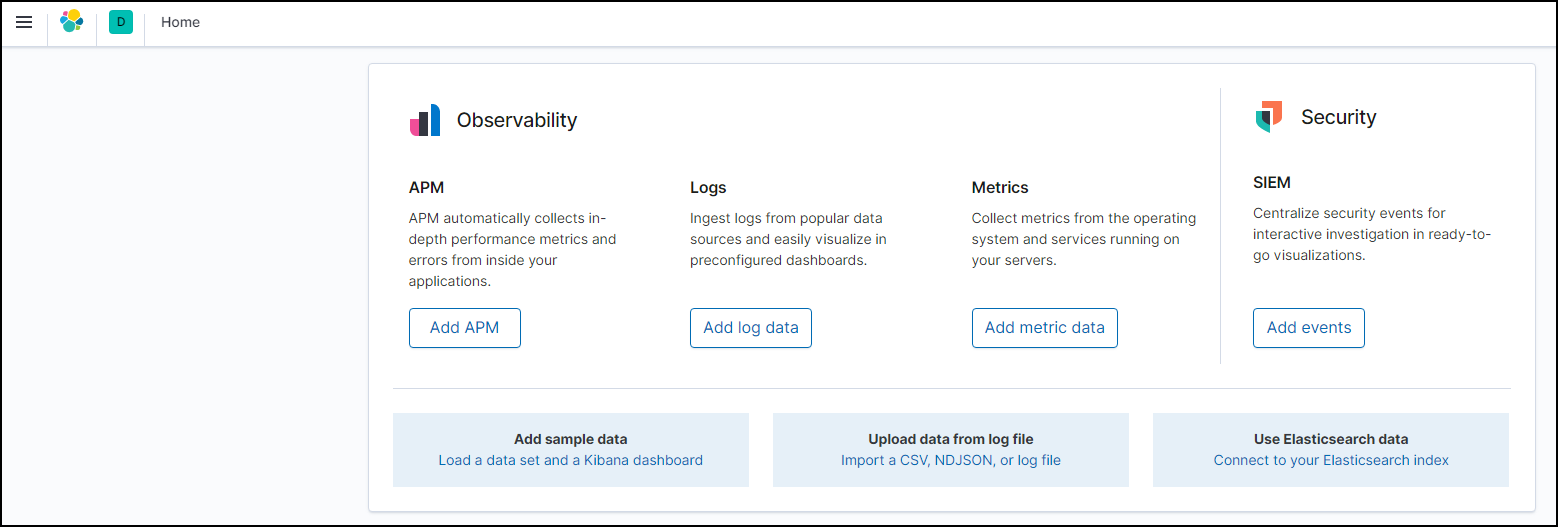 D
Home
Observability
APM
APM automatically collects in-
depth performance metrics and
errors from inside your
applications.
Add APM
Logs
Ingest logs from popular data
sources and easily visualize in
preconfigured dashboards.
Add log data
Metrics
Collect metrics from the operating
system and services running on
your servers.
Add metric data
Security
SIEM
Centralize security events for
interactive investigation in ready-to-
go visualizations.
Add events
Add sample data
Load a data set and a Kibana dashboard
Upload data from log file
Import a CSV, NDJSON, or log file
Use Elasticsearch data
Connect to your Elasticsearch index